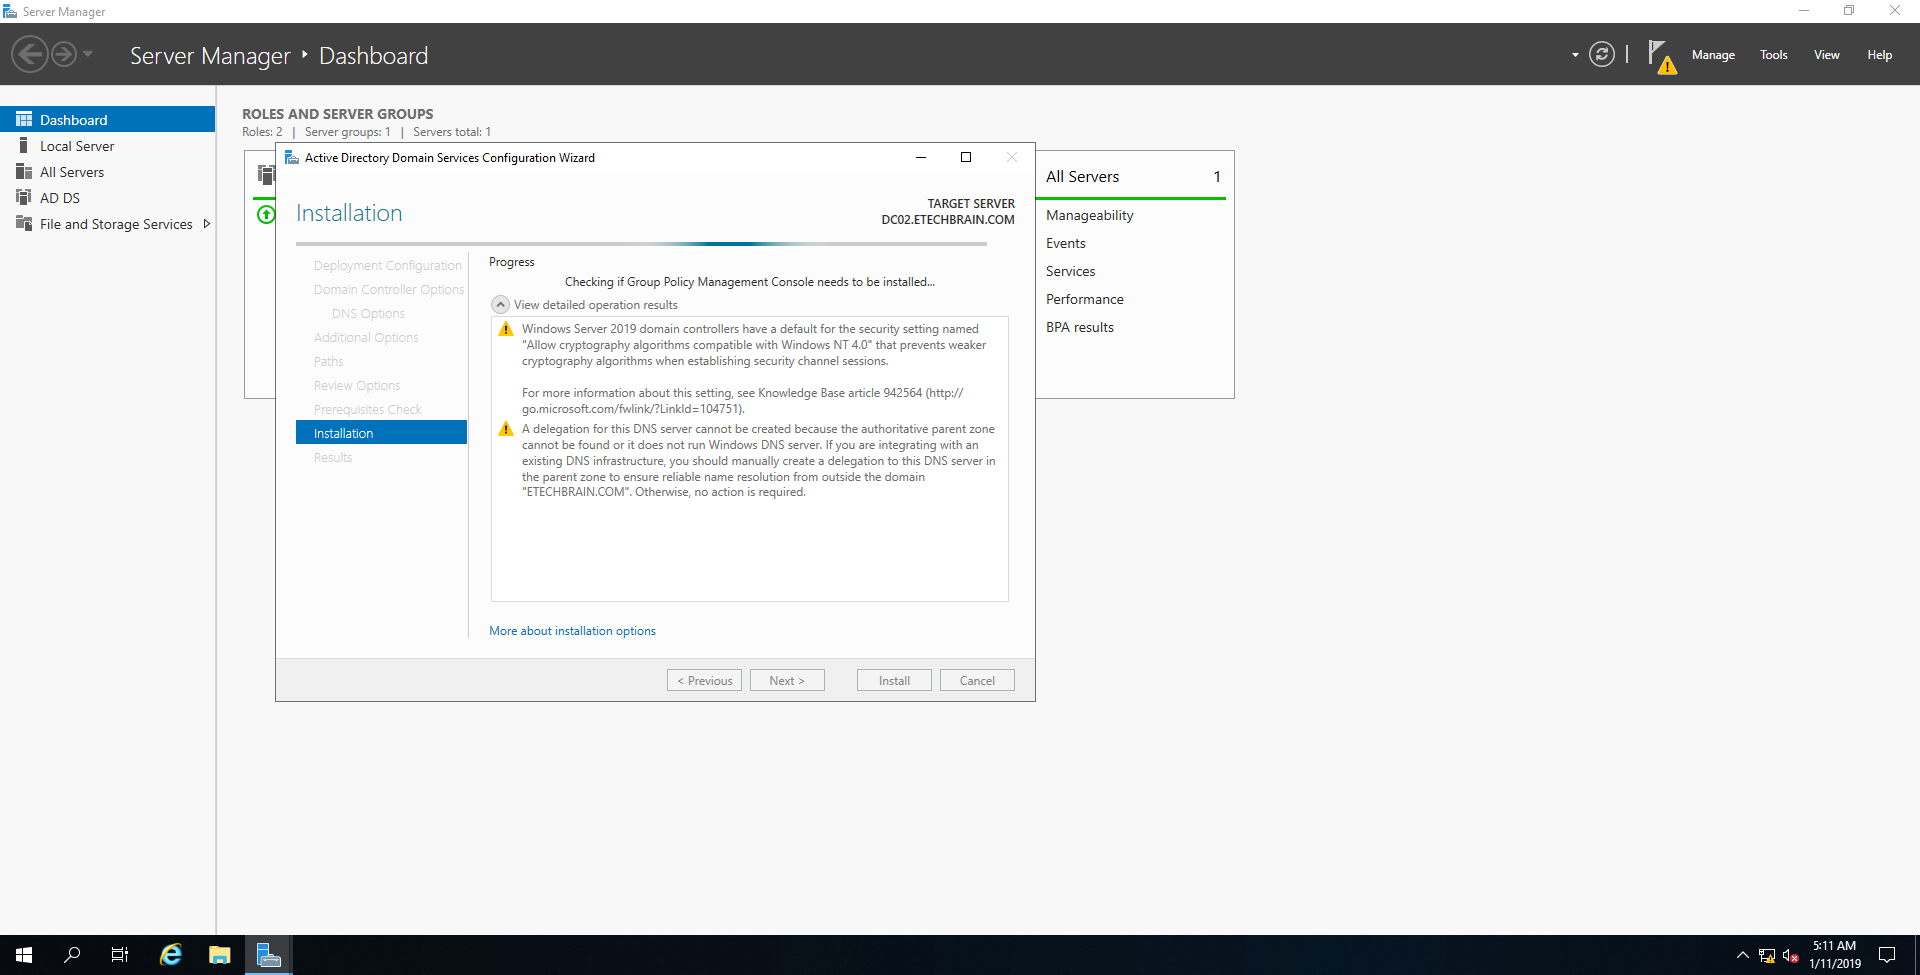 Server Manager
Server Manager ‣ Dashboard
Manage
Tools
View
Help
Dashboard
Local Server
All Servers
AD DS
File and Storage Services
ROLES AND SERVER GROUPS
Roles: 2 | Server groups: 1 | Servers total: 1
Active Directory Domain Services Configuration Wizard
Installation
TARGET SERVER
DC02.ETECHBRAIN.COM
Deployment Configuration
Domain Controller Options
DNS Options
Additional Options
Paths
Review Options
Prerequisites Check
Installation
Results
Progress
Checking if Group Policy Management Console needs to be installed...
View detailed operation results
Windows Server 2019 domain controllers have a default for the security setting named
"Allow cryptography algorithms compatible with Windows NT 4.0" that prevents weaker
cryptography algorithms when establishing security channel sessions.
For more information about this setting, see Knowledge Base article 942564 (http://
go.microsoft.com/fwlink/?LinkId=104751).
A delegation for this DNS server cannot be created because the authoritative parent zone
cannot be found or it does not run Windows DNS server. If you are integrating with an
existing DNS infrastructure, you should manually create a delegation to this DNS server in
the parent zone to ensure reliable name resolution from outside the domain
"ETECHBRAIN.COM". Otherwise, no action is required.
More about installation options
< Previous
Next >
Install
Cancel
All Servers 1
Manageability
Events
Services
Performance
BPA results
5:11 AM
1/11/2019